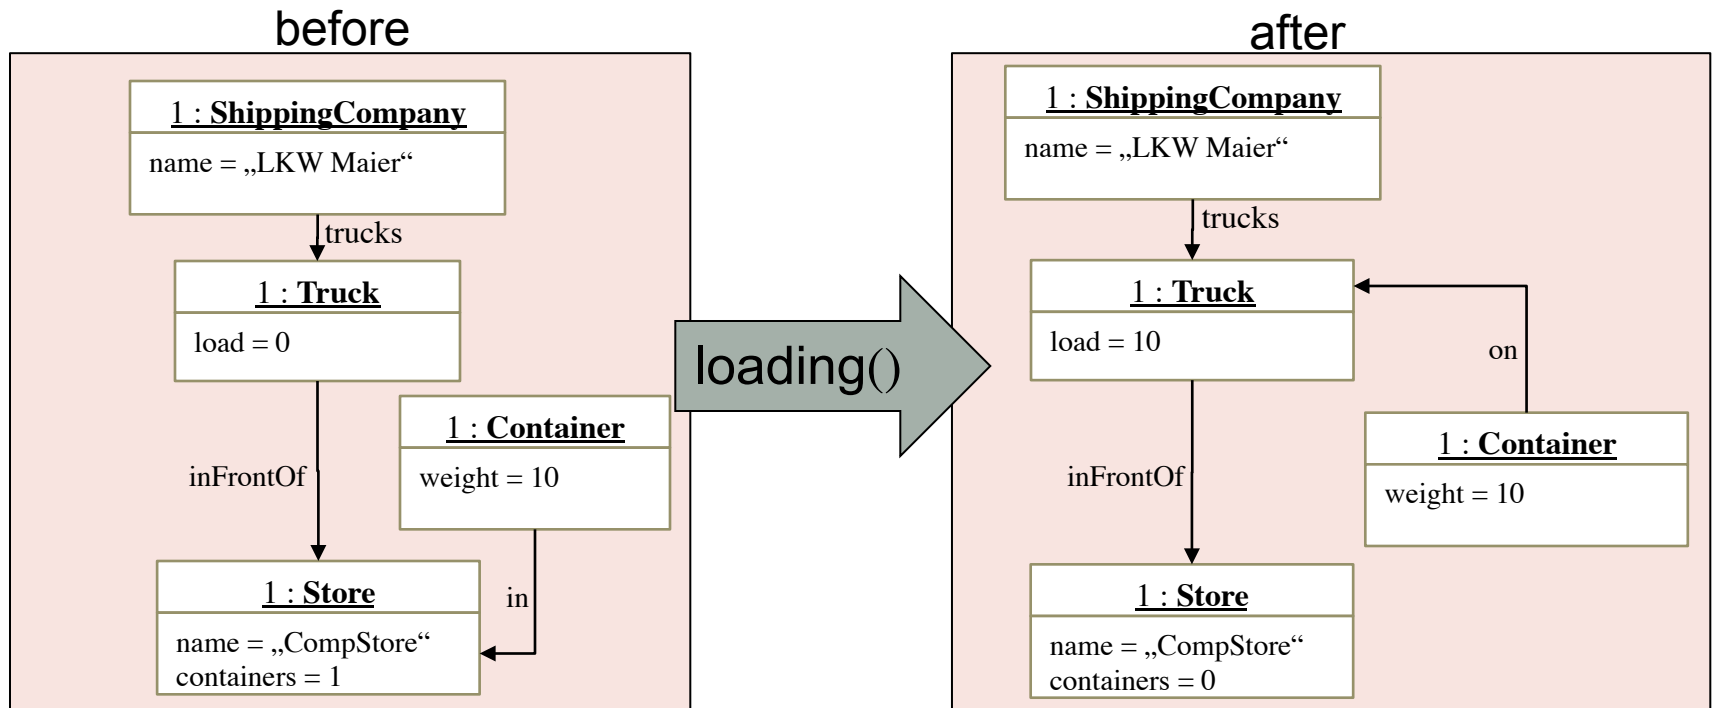 before
1 : ShippingCompany
name = „LKW Maier“
trucks
1 : Truck
load = 0
inFrontOf
1 : Container
weight = 10
in
1 : Store
name = „CompStore“
containers = 1
loading()
after
1 : ShippingCompany
name = „LKW Maier“
trucks
1 : Truck
load = 10
on
inFrontOf
1 : Container
weight = 10
1 : Store
name = „CompStore“
containers = 0